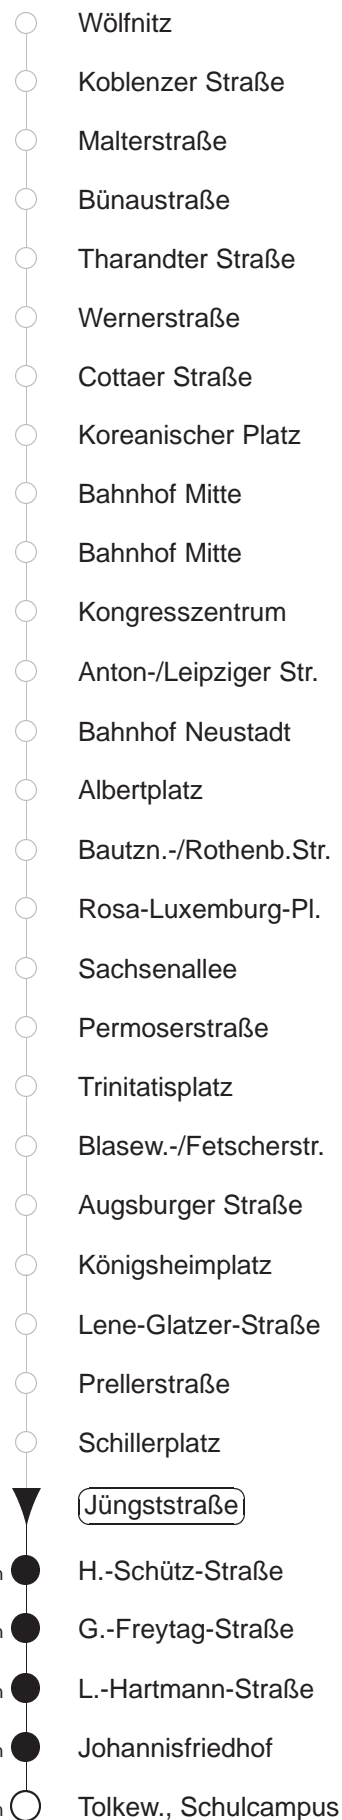 Wölfnitz
Koblenzer Straße
Malterstraße
Bünaustraße
Tharandter Straße
Wernerstraße
Cottaer Straße
Koreanischer Platz
Bahnhof Mitte
Bahnhof Mitte
Kongresszentrum
Anton-/Leipziger Str.
Bahnhof Neustadt
Albertplatz
Bautzn.-/Rothenb.Str.
Rosa-Luxemburg-Pl.
Sachsenallee
Permoserstraße
Trinitatisplatz
Blasew.-/Fetscherstr.
Augsburger Straße
Königsheimplatz
Lene-Glatzer-Straße
Prellerstraße
Schillerplatz
Jüngststraße
H.-Schütz-Straße
G.-Freytag-Straße
L.-Hartmann-Straße
Johannisfriedhof
Tolkew., Schulcampus